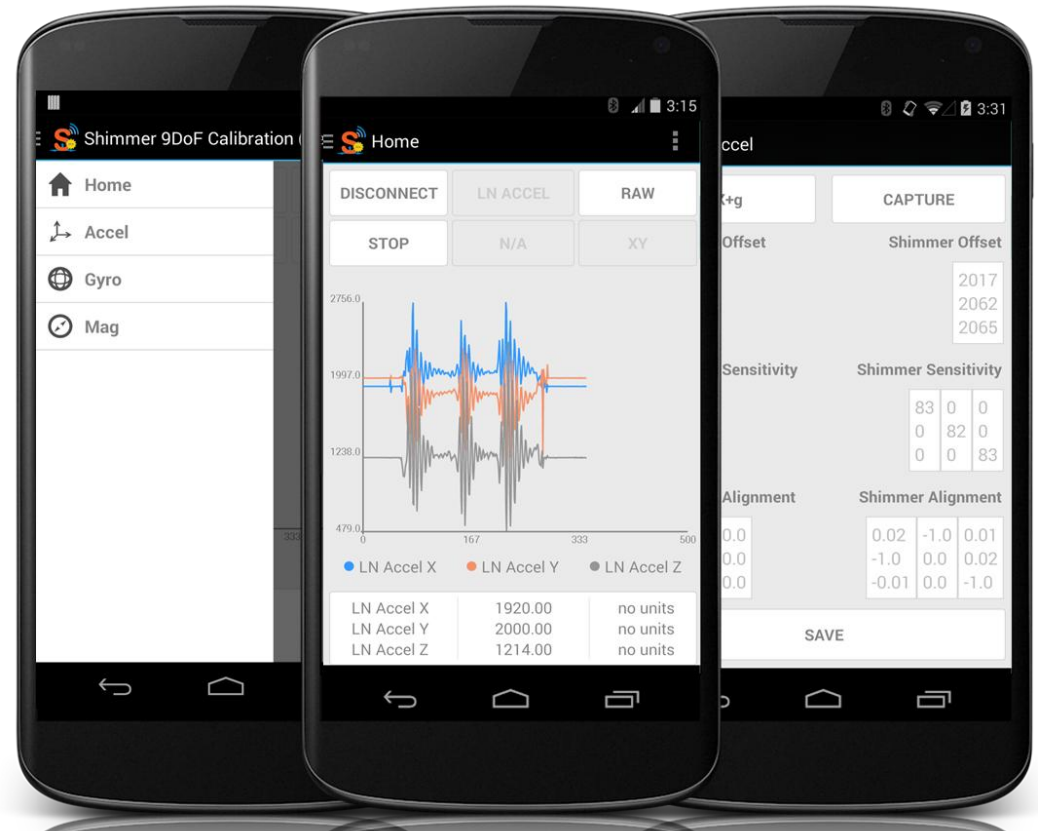 Shimmer 9DoF Calibration (
Home
Accel
Gyro
Mag
333
3:15
Home
DISCONNECT LN ACCEL RAW
STOP N/A XY
2756.0
1997.0
1238.0
479.0
0 167 333 500
LN Accel X LN Accel Y LN Accel Z
LN Accel X 1920.00 no units
LN Accel Y 2000.00 no units
LN Accel Z 1214.00 no units
3:31
ccel
+g CAPTURE
Offset Shimmer Offset
2017
2062
2065
Sensitivity Shimmer Sensitivity
83 0 0
0 82 0
0 0 83
Alignment Shimmer Alignment
0.0 0.02 -1.0 0.01
0.0 -1.0 0.0 0.02
0.0 -0.01 0.0 -1.0
SAVE